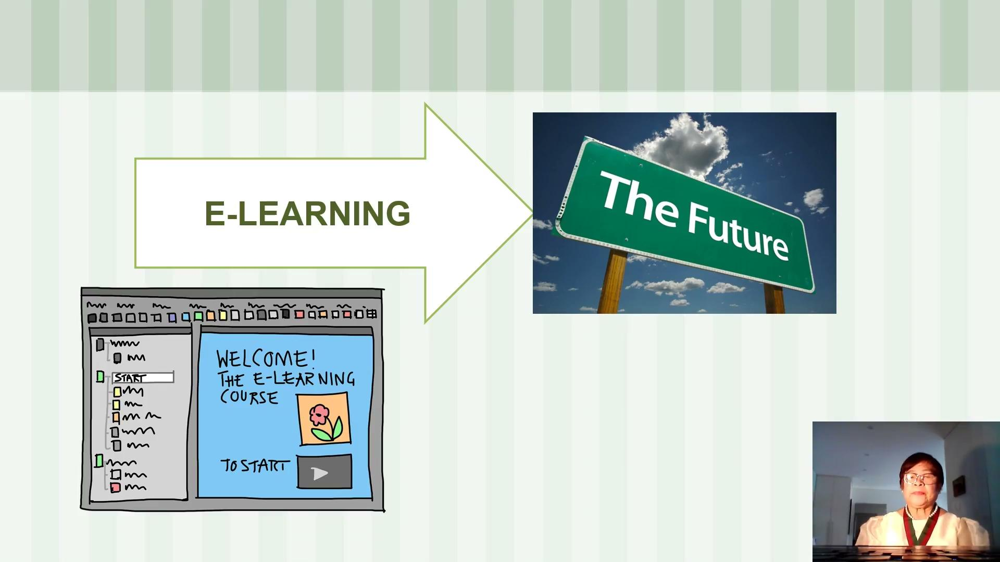 E-LEARNING
The Future
WELCOME!
THE E-LEARNING
COURSE
START
TO START